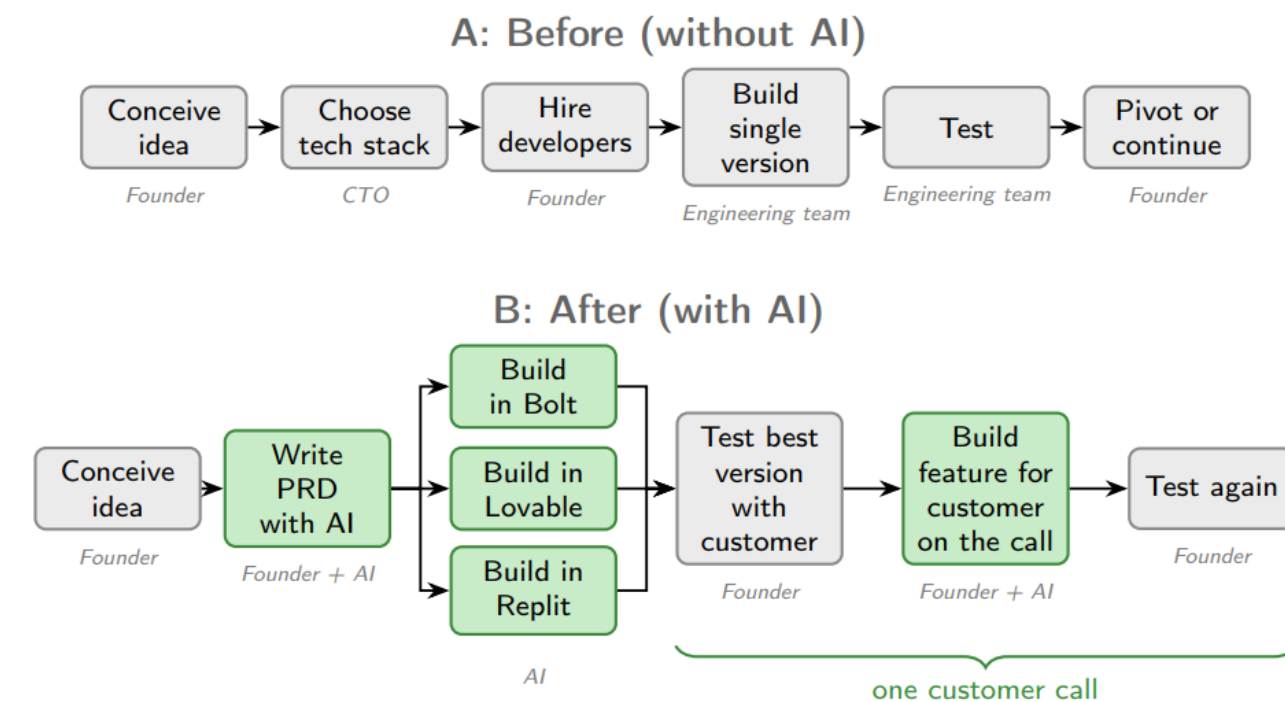 A: Before (without AI)
Conceive
idea
Founder
Choose
tech stack
CTO
Hire
developers
Founder
Build
single
version
Engineering team
Test
Engineering team
Pivot or
continue
Founder
B: After (with AI)
Conceive
idea
Founder
Write
PRD
with AI
Founder + AI
Build
in Bolt
Build in
Lovable
Build in
Replit
AI
Test best
version
with
customer
Founder
Build
feature for
customer
on the call
Founder + AI
Test again
Founder
one customer call